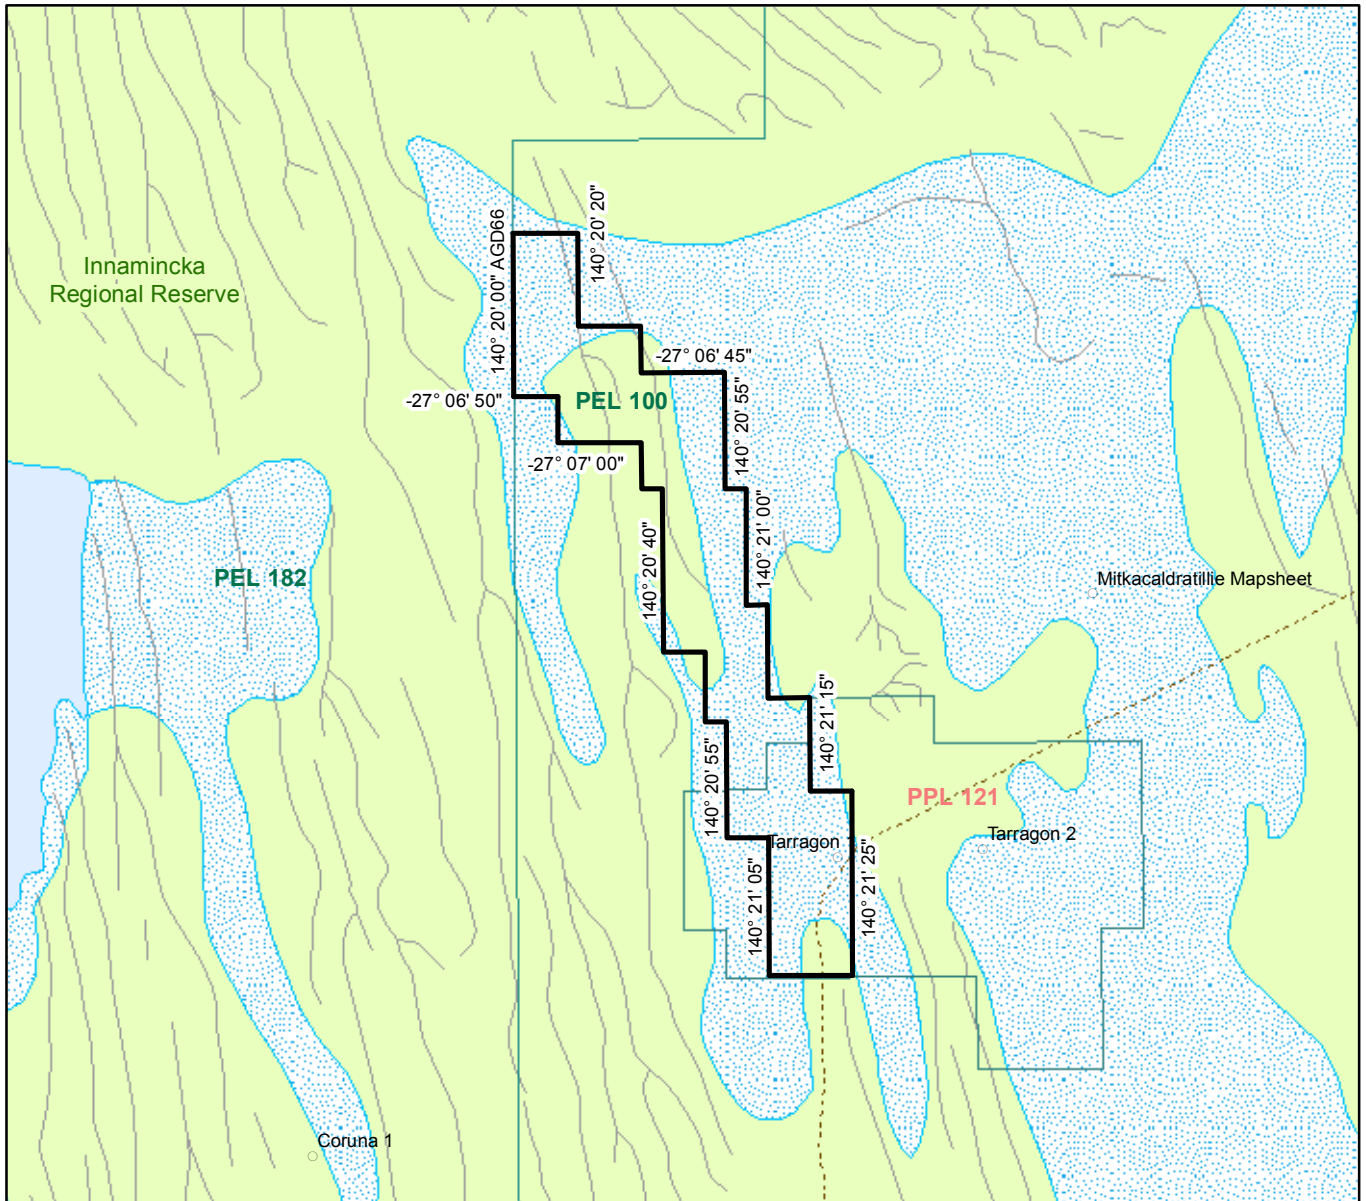 140° 20' 20"
140° 20' 00" AGD66
Innamincka
Regional Reserve
-27° 06' 45"
140° 20' 55"
-27° 06' 50"
PEL 100
-27° 07' 00"
140° 21' 00"
140° 20' 40"
PEL 182
Mitkacaldratillie Mapsheet
140° 21' 15"
140° 20' 55"
PPL 121
Tarragon
Tarragon 2
140° 21' 05"
140° 21' 25"
Coruna 1